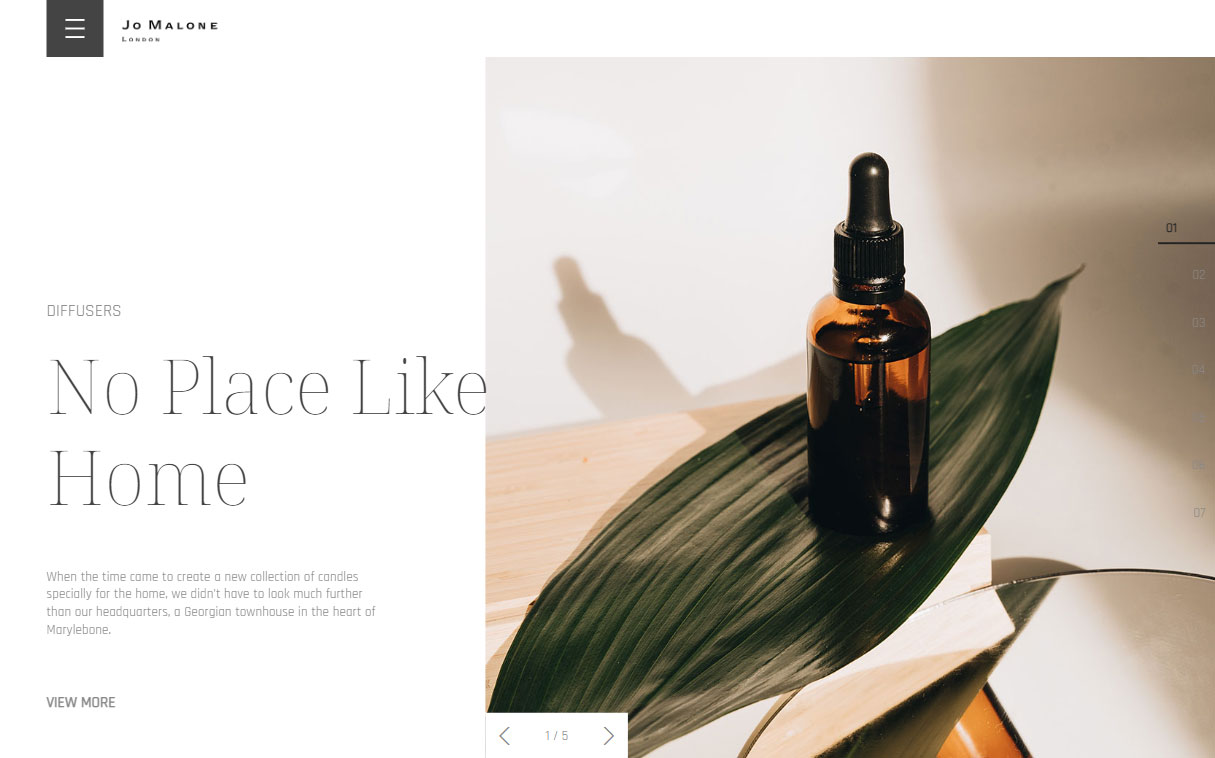 Jo Malone
London
DIFFUSERS
No Place Like
Home
When the time came to create a new collection of candles
specially for the home, we didn't have to look much further
than our headquarters, a Georgian townhouse in the heart of
Marylebone.
VIEW MORE
1 / 5
01
02
03
04
06
07